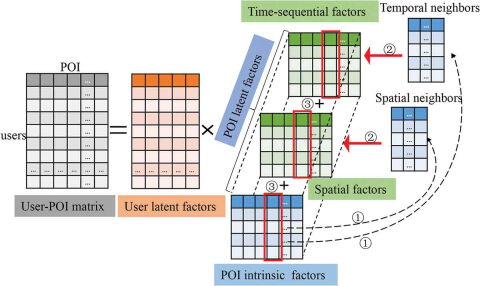 Time-sequential factors
Temporal neighbors
POI
users
=
×
POI latent factors
②
③+
Spatial neighbors
②
③+
Spatial factors
User-POI matrix
User latent factors
①
①
POI intrinsic factors
...